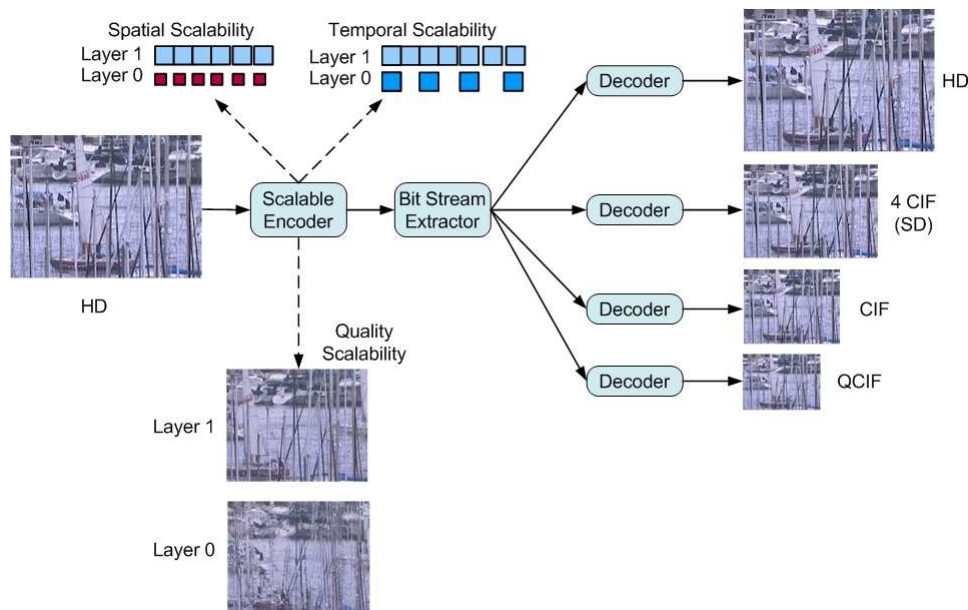 Spatial Scalability
Layer 1
Layer 0
Temporal Scalability
Layer 1
Layer 0
Decoder
HD
Scalable
Encoder
Bit Stream
Extractor
Decoder
4 CIF
(SD)
HD
Decoder
CIF
Quality
Scalability
Decoder
QCIF
Layer 1
Layer 0